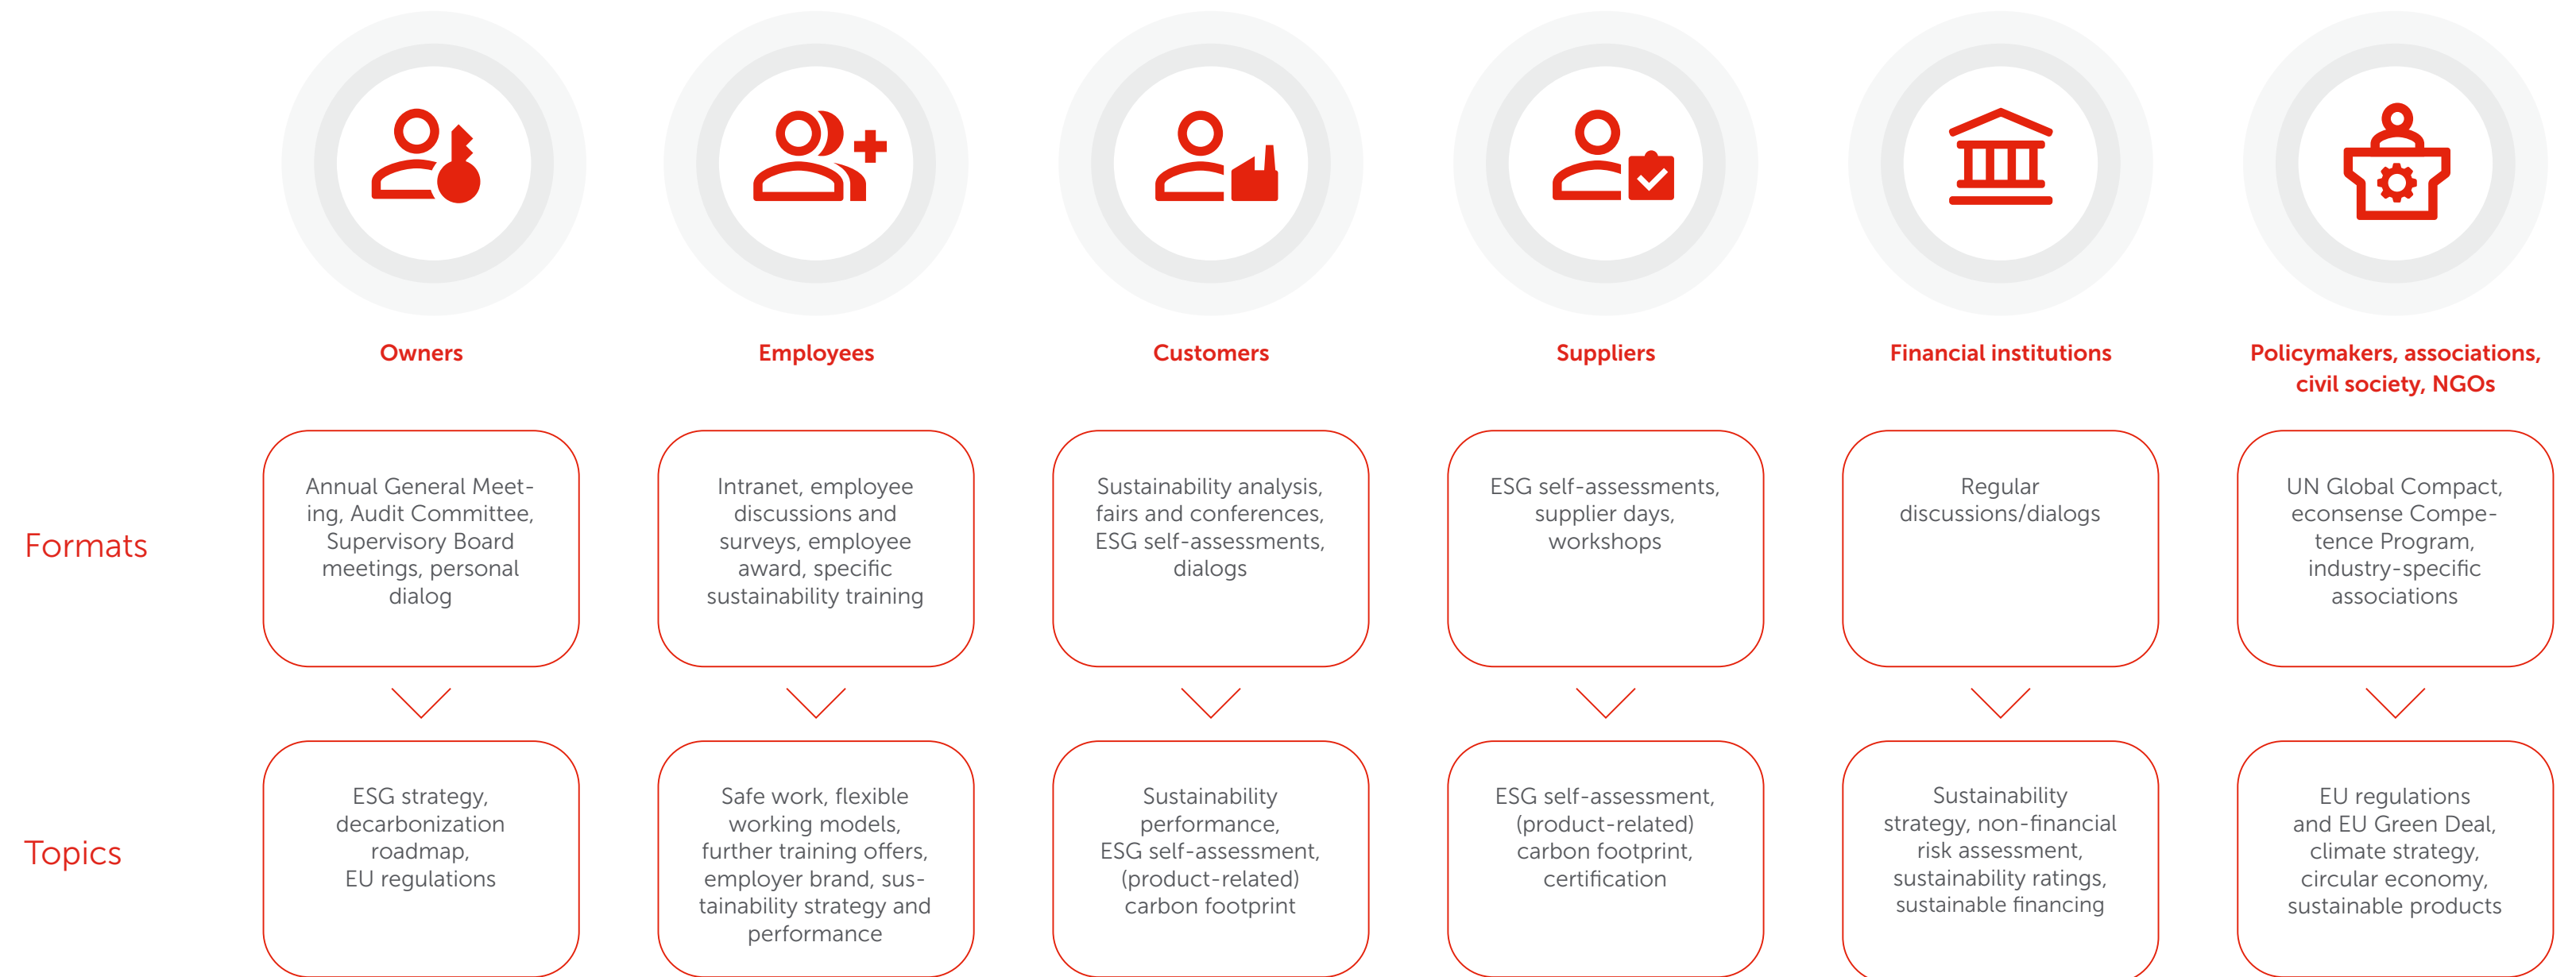 Owners
Employees
Customers
Suppliers
Financial institutions
Policymakers, associations,
civil society, NGOs
Formats
Annual General Meet-
ing, Audit Committee,
Supervisory Board
meetings, personal
dialog
Intranet, employee
discussions and
surveys, employee
award, specific
sustainability training
Sustainability analysis,
fairs and conferences,
ESG self-assessments,
dialogs
ESG self-assessments,
supplier days,
workshops
Regular
discussions/dialogs
UN Global Compact,
econsense Compe-
tence Program,
industry-specific
associations
Topics
ESG strategy,
decarbonization
roadmap,
EU regulations
Safe work, flexible
working models,
further training offers,
employer brand, sus-
tainability strategy and
performance
Sustainability
performance,
ESG self-assessment,
(product-related)
carbon footprint
ESG self-assessment,
(product-related)
carbon footprint,
certification
Sustainability
strategy, non-financial
risk assessment,
sustainability ratings,
sustainable financing
EU regulations
and EU Green Deal,
climate strategy,
circular economy,
sustainable products